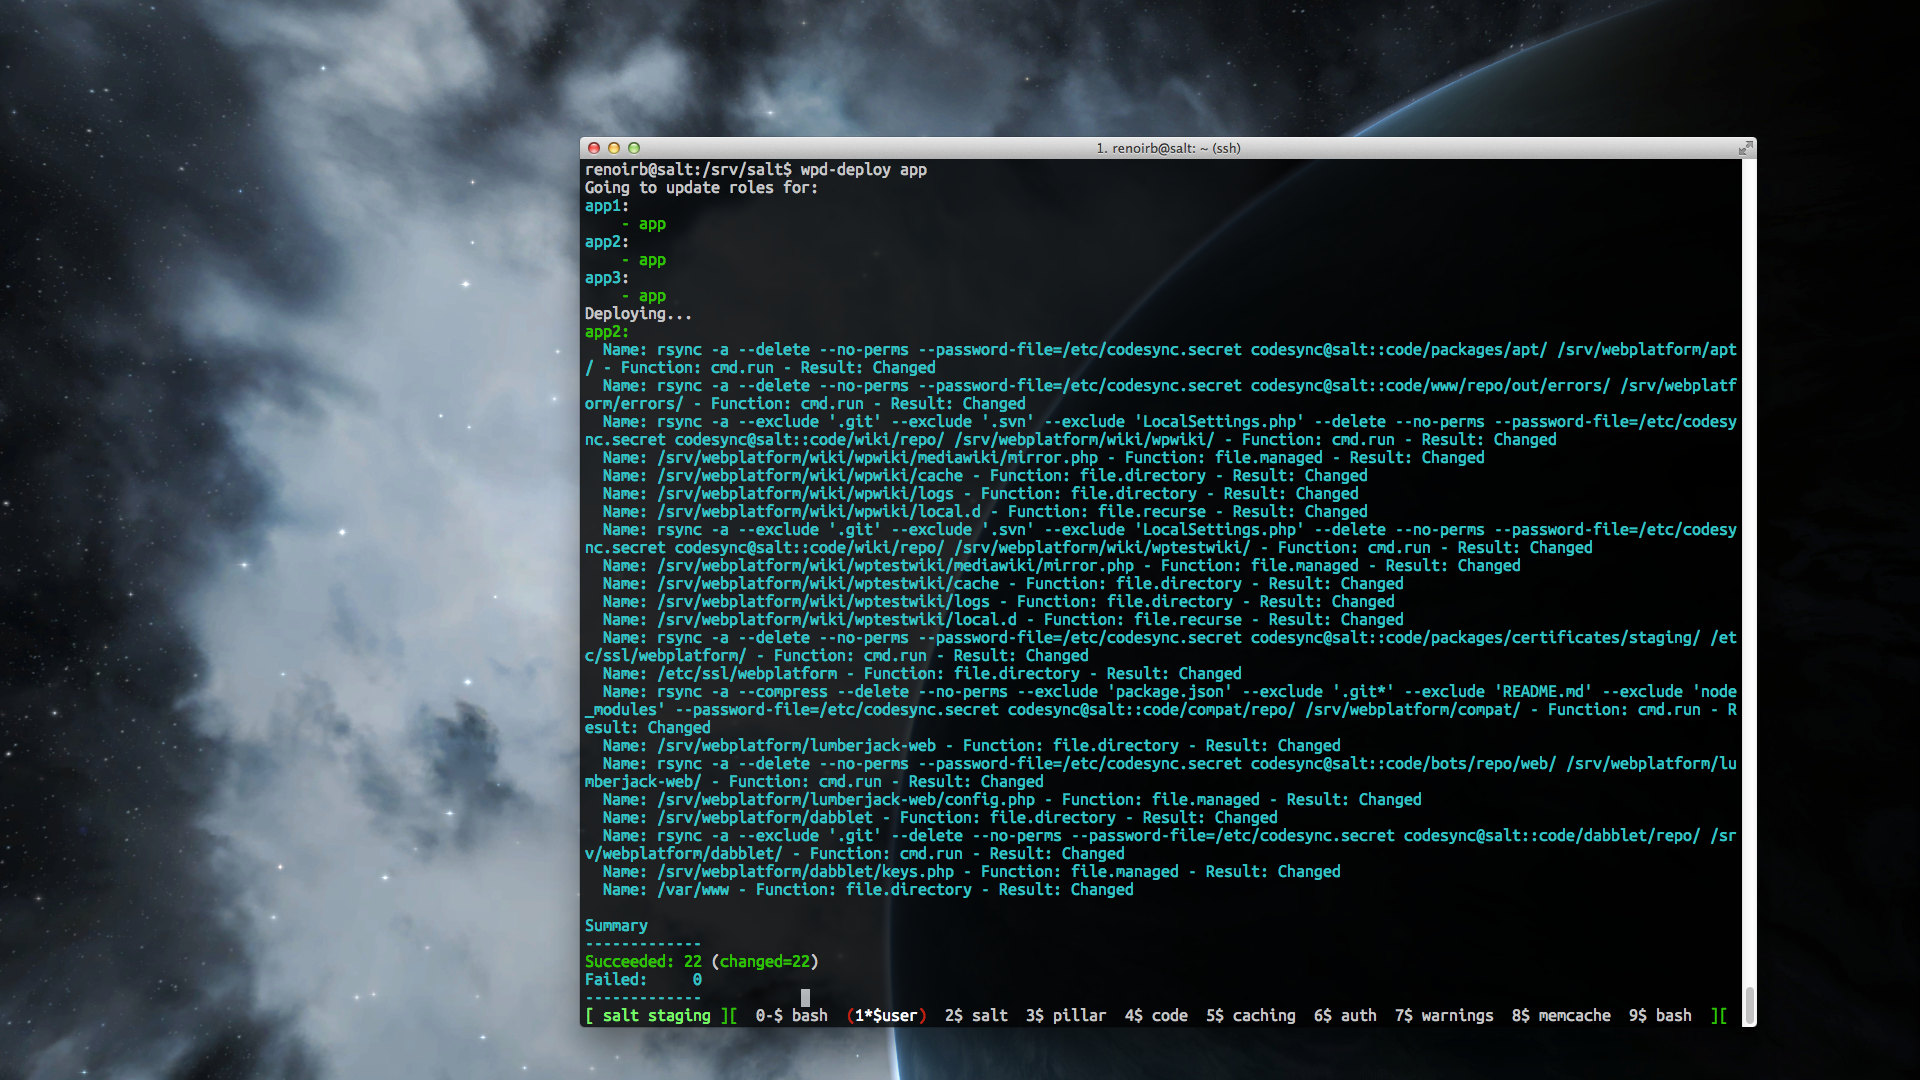 1. renoirb@salt: ~ (ssh)
renoirb@salt:/srv/salt$ wpd-deploy app
Going to update roles for:
app1:
    - app
app2:
    - app
app3:
    - app
Deploying...
app2:
  Name: rsync -a --delete --no-perms --password-file=/etc/codesync.secret codesync@salt::code/packages/apt/ /srv/webplatform/apt
/ - Function: cmd.run - Result: Changed
  Name: rsync -a --delete --no-perms --password-file=/etc/codesync.secret codesync@salt::code/www/repo/out/errors/ /srv/webplatf
orm/errors/ - Function: cmd.run - Result: Changed
  Name: rsync -a --exclude '.git' --exclude '.svn' --exclude 'LocalSettings.php' --delete --no-perms --password-file=/etc/codesy
nc.secret codesync@salt::code/wiki/repo/ /srv/webplatform/wiki/wpwiki/ - Function: cmd.run - Result: Changed
  Name: /srv/webplatform/wiki/wpwiki/mediawiki/mirror.php - Function: file.managed - Result: Changed
  Name: /srv/webplatform/wiki/wpwiki/cache - Function: file.directory - Result: Changed
  Name: /srv/webplatform/wiki/wpwiki/logs - Function: file.directory - Result: Changed
  Name: /srv/webplatform/wiki/wpwiki/local.d - Function: file.recurse - Result: Changed
  Name: rsync -a --exclude '.git' --exclude '.svn' --exclude 'LocalSettings.php' --delete --no-perms --password-file=/etc/codesy
nc.secret codesync@salt::code/wiki/repo/ /srv/webplatform/wiki/wptestwiki/ - Function: cmd.run - Result: Changed
  Name: /srv/webplatform/wiki/wptestwiki/mediawiki/mirror.php - Function: file.managed - Result: Changed
  Name: /srv/webplatform/wiki/wptestwiki/cache - Function: file.directory - Result: Changed
  Name: /srv/webplatform/wiki/wptestwiki/logs - Function: file.directory - Result: Changed
  Name: /srv/webplatform/wiki/wptestwiki/local.d - Function: file.recurse - Result: Changed
  Name: rsync -a --delete --no-perms --password-file=/etc/codesync.secret codesync@salt::code/packages/certificates/staging/ /et
c/ssl/webplatform/ - Function: cmd.run - Result: Changed
  Name: /etc/ssl/webplatform - Function: file.directory - Result: Changed
  Name: rsync -a --compress --delete --no-perms --exclude 'package.json' --exclude '.git*' --exclude 'README.md' --exclude 'node
_modules' --password-file=/etc/codesync.secret codesync@salt::code/compat/repo/ /srv/webplatform/compat/ - Function: cmd.run - R
esult: Changed
  Name: /srv/webplatform/lumberjack-web - Function: file.directory - Result: Changed
  Name: rsync -a --delete --no-perms --password-file=/etc/codesync.secret codesync@salt::code/bots/repo/web/ /srv/webplatform/lu
mberjack-web/ - Function: cmd.run - Result: Changed
  Name: /srv/webplatform/lumberjack-web/config.php - Function: file.managed - Result: Changed
  Name: /srv/webplatform/dabblet - Function: file.directory - Result: Changed
  Name: rsync -a --exclude '.git' --delete --no-perms --password-file=/etc/codesync.secret codesync@salt::code/dabblet/repo/ /sr
v/webplatform/dabblet/ - Function: cmd.run - Result: Changed
  Name: /srv/webplatform/dabblet/keys.php - Function: file.managed - Result: Changed
  Name: /var/www - Function: file.directory - Result: Changed
Summary
-------------
Succeeded: 22 (changed=22)
Failed:     0
-------------
[ salt staging ][  0-$ bash  (1*$user)  2$ salt  3$ pillar  4$ code  5$ caching  6$ auth  7$ warnings  8$ memcache  9$ bash  ][